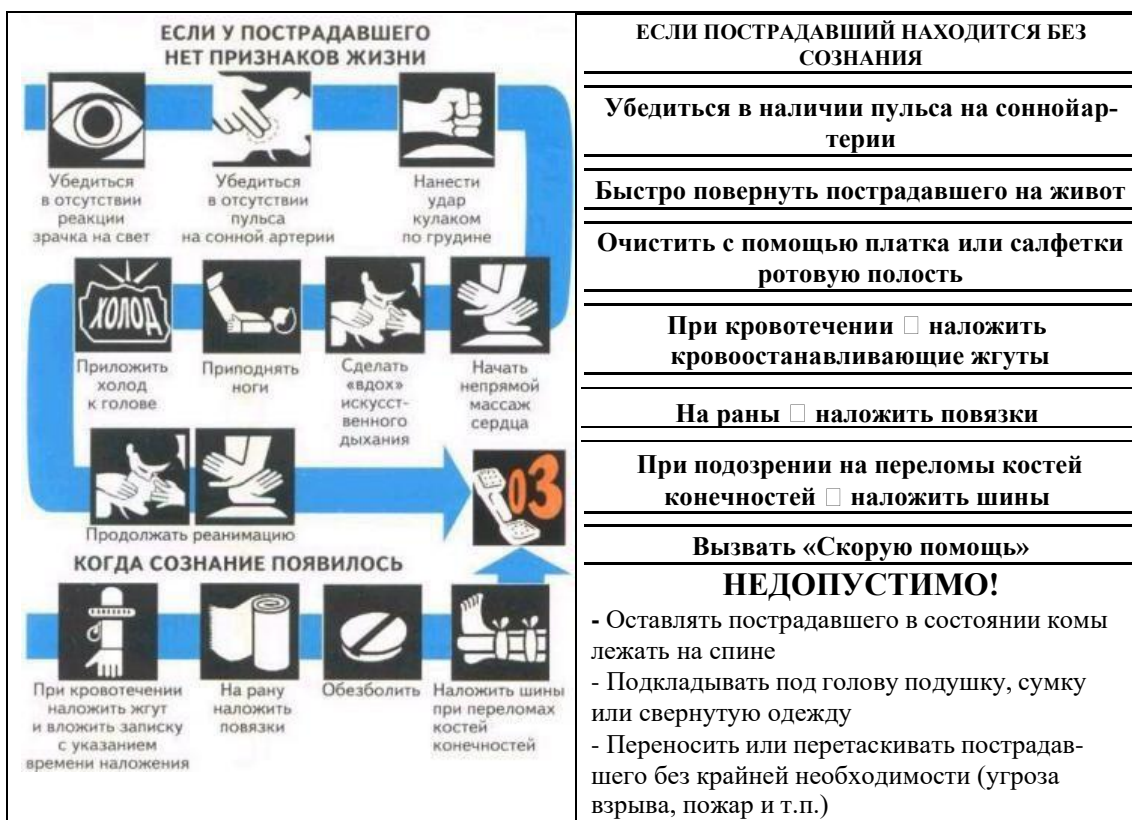 ЕСЛИ У ПОСТРАДАВШЕГО
НЕТ ПРИЗНАКОВ ЖИЗНИ
Убедиться
в отсутствии
реакции
зрачка на свет
Убедиться
в отсутствии
пульса
на сонной артерии
Нанести
удар
кулаком
по грудине
ХОЛОД
Приложить
холод
к голове
Приподнять
ноги
Сделать
«вдох»
искусст-
венного
дыхания
Начать
непрямой
массаж
сердца
03
Продолжать реанимацию
КОГДА СОЗНАНИЕ ПОЯВИЛОСЬ
При кровотечении
наложить жгут
и вложить записку
с указанием
времени наложения
На рану
наложить
повязки
Обезболить
Наложить шины
при переломах
костей
конечностей
ЕСЛИ ПОСТРАДАВШИЙ НАХОДИТСЯ БЕЗ
СОЗНАНИЯ
Убедиться в наличии пульса на соннойар-
терии
Быстро повернуть пострадавшего на живот
Очистить с помощью платка или салфетки
ротовую полость
При кровотечении □ наложить
кровоостанавливающие жгуты
На раны □ наложить повязки
При подозрении на переломы костей
конечностей □ наложить шины
Вызвать «Скорую помощь»
НЕДОПУСТИМО!
- Оставлять пострадавшего в состоянии комы
лежать на спине
- Подкладывать под голову подушку, сумку
или свернутую одежду
- Переносить или перетаскивать пострадав-
шего без крайней необходимости (угроза
взрыва, пожар и т.п.)